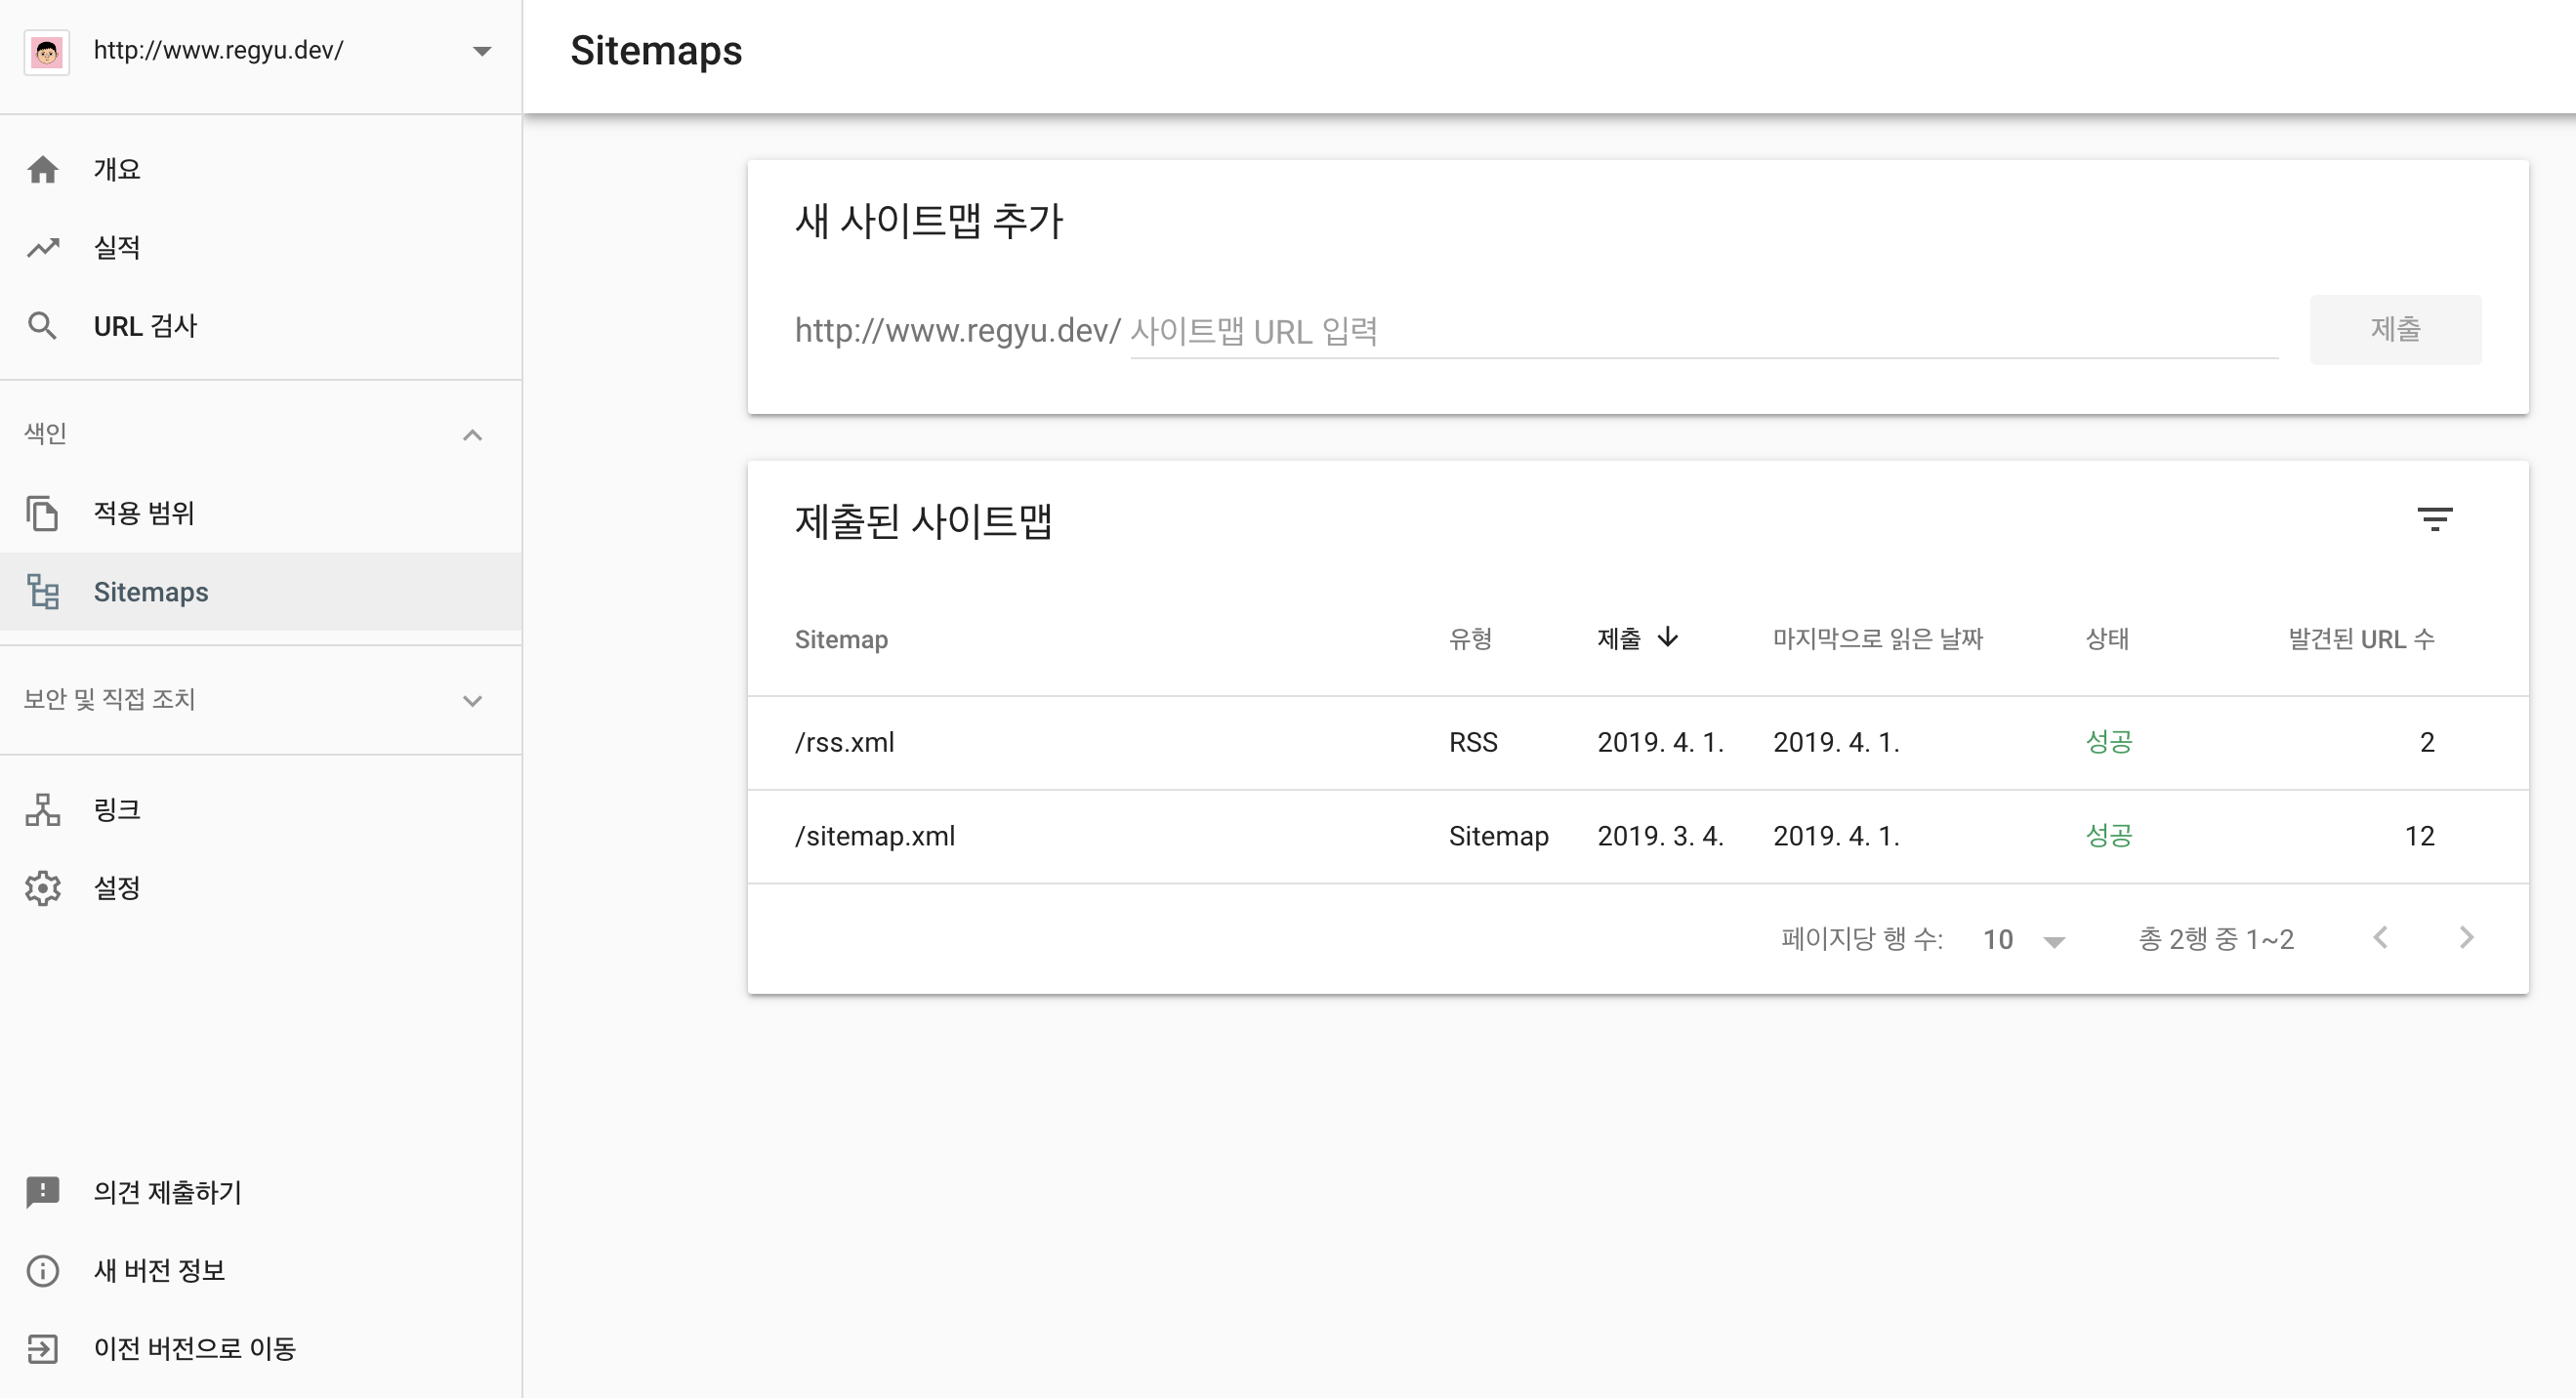 http://www.regyu.dev/
개요
실적
URL 검사
색인
적용 범위
Sitemaps
보안 및 직접 조치
링크
설정
의견 제출하기
새 버전 정보
이전 버전으로 이동
Sitemaps
새 사이트맵 추가
http://www.regyu.dev/ 사이트맵 URL 입력 제출
제출된 사이트맵
Sitemap 유형 제출 마지막으로 읽은 날짜 상태 발견된 URL 수
/rss.xml RSS 2019. 4. 1. 2019. 4. 1. 성공 2
/sitemap.xml Sitemap 2019. 3. 4. 2019. 4. 1. 성공 12
페이지당 행 수: 10 총 2행 중 1~2